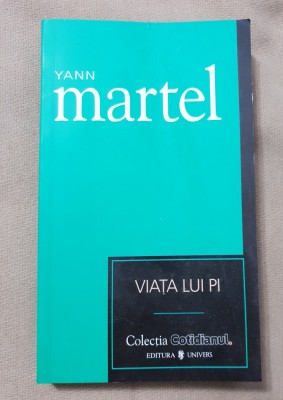 YANN
martel
VIAȚA LUI PI
Colecția Cotidianul.
EDITURA UNIVERS